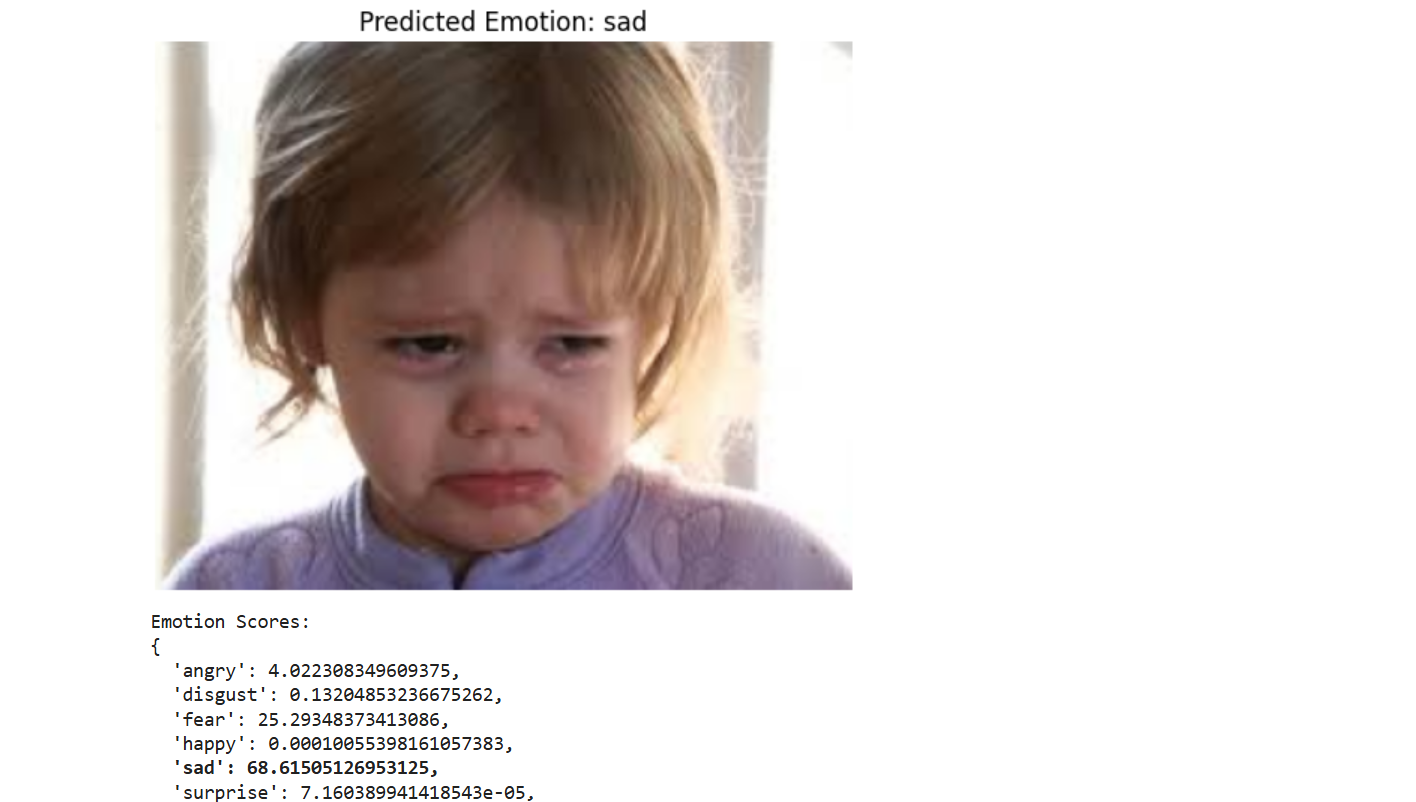 Predicted Emotion: sad
Emotion Scores:
{
'angry': 4.022308349609375,
'disgust': 0.13204853236675262,
'fear': 25.29348373413086,
'happy': 0.00010055398161057383,
'sad': 68.61505126953125,
'surprise': 7.160389941418543e-05,